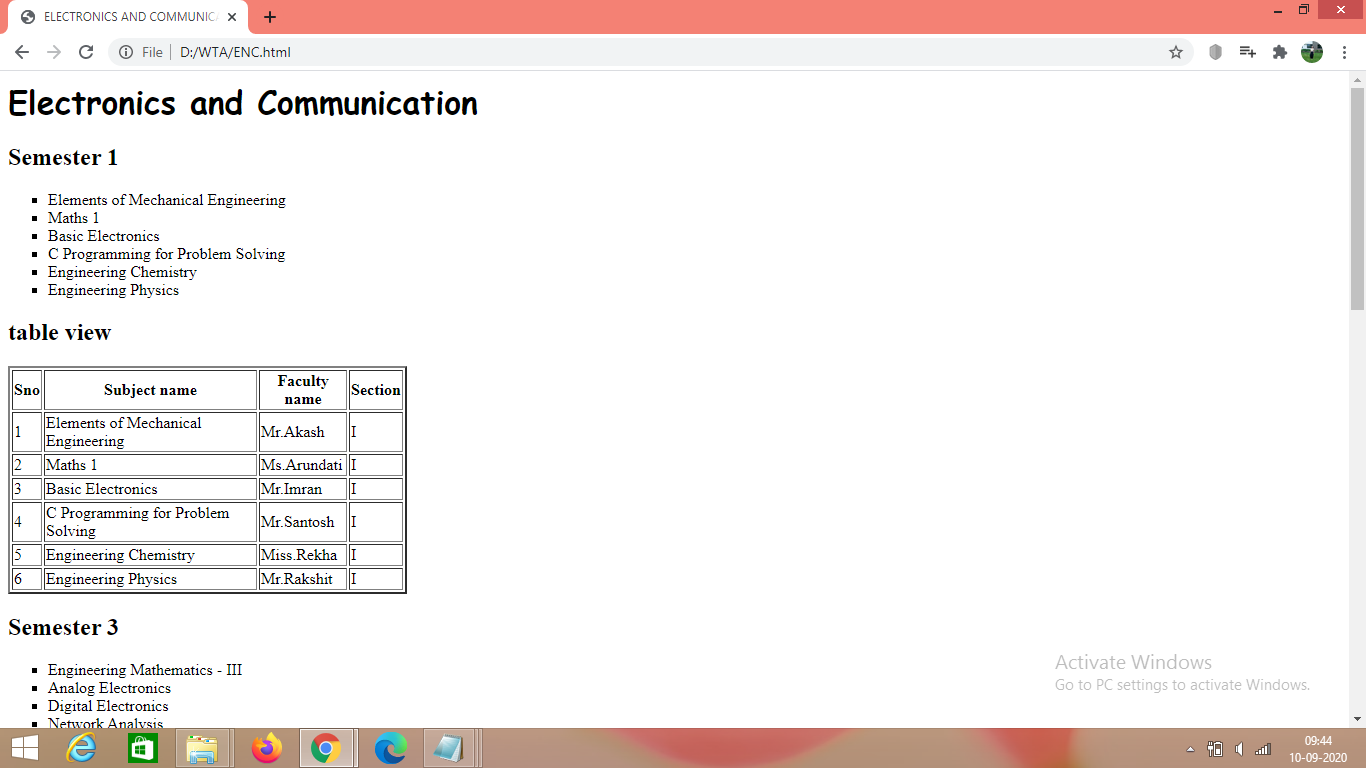 ELECTRONICS AND COMMUNICA
File
D:/WTA/ENC.html
Electronics and Communication
Semester 1
Elements of Mechanical Engineering
Maths 1
Basic Electronics
C Programming for Problem Solving
Engineering Chemistry
Engineering Physics
table view
Sno Subject name Faculty name Section
1 Elements of Mechanical Engineering Mr.Akash I
2 Maths 1 Ms.Arundati I
3 Basic Electronics Mr.Imran I
4 C Programming for Problem Solving Mr.Santosh I
5 Engineering Chemistry Miss.Rekha I
6 Engineering Physics Mr.Rakshit I
Semester 3
Engineering Mathematics - III
Analog Electronics
Digital Electronics
Network Analysis
Activate Windows
Go to PC settings to activate Windows.
09:44
10-09-2020